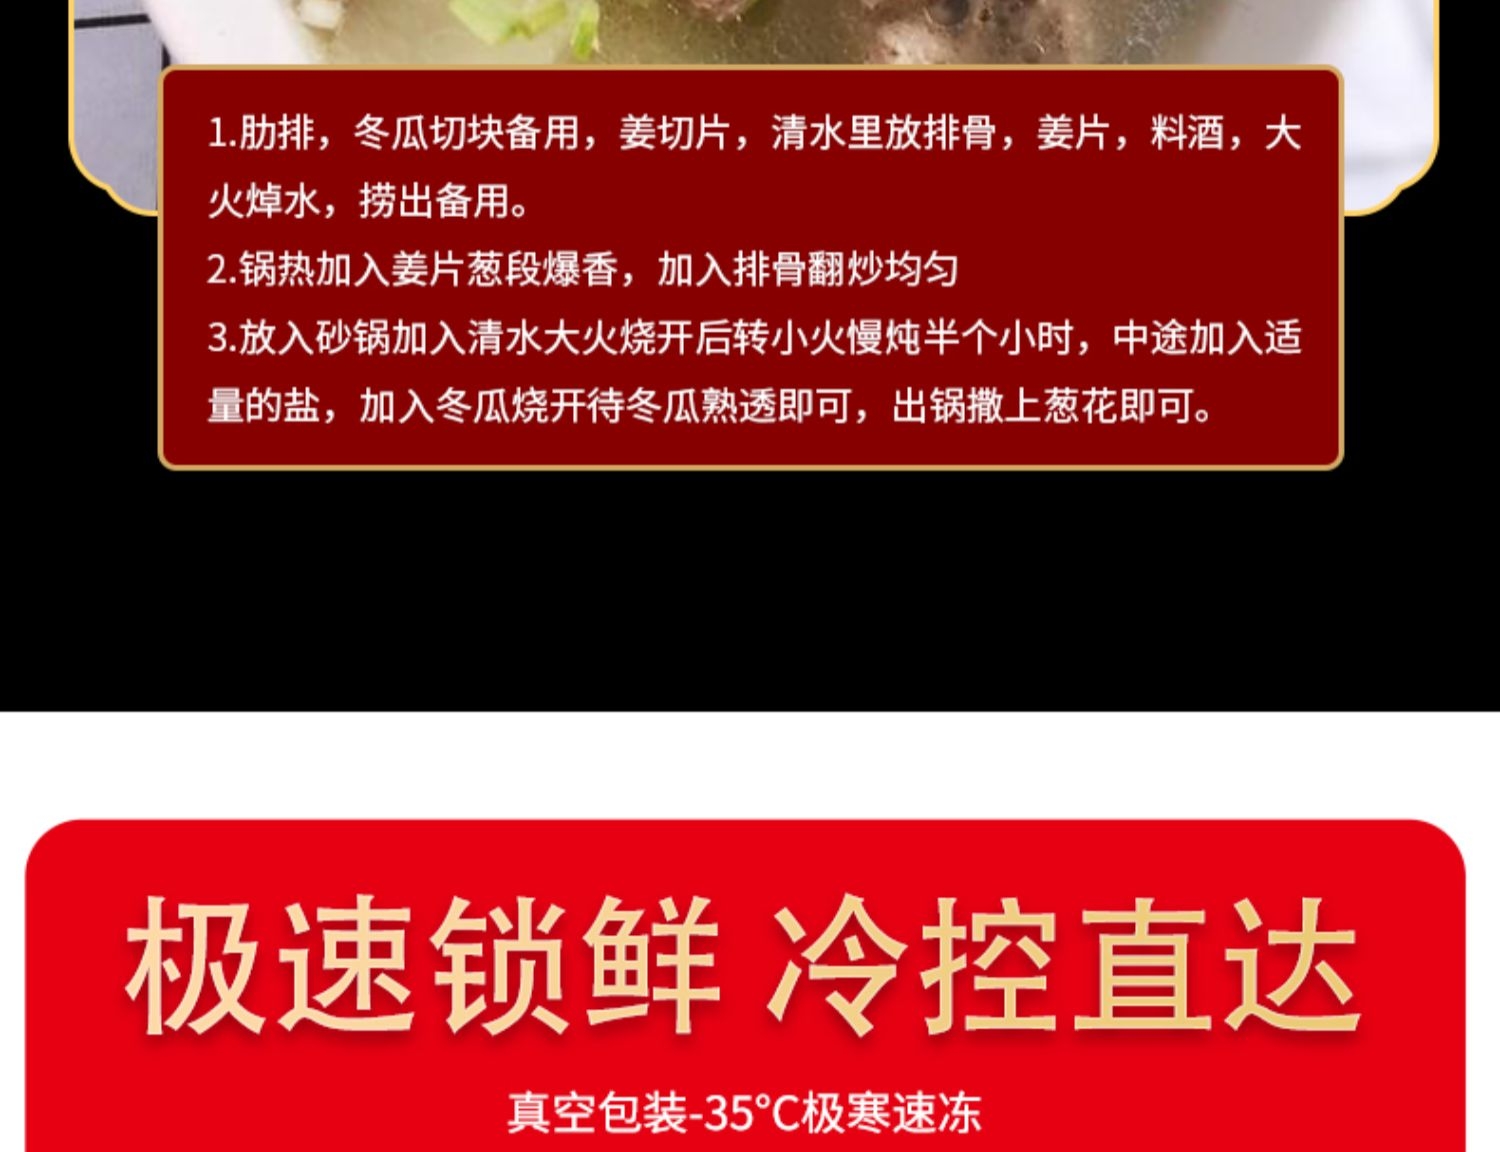 1.肋排，冬瓜切块备用，姜切片，清水里放排骨，姜片，料酒，大
火焯水，捞出备用。
2.锅热加入姜片葱段爆香，加入排骨翻炒均匀
3.放入砂锅加入清水大火烧开后转小火慢炖半个小时，中途加入适
量的盐，加入冬瓜烧开待冬瓜熟透即可，出锅撒上葱花即可。
极速锁鲜 冷控直达
真空包装-35°C极寒速冻